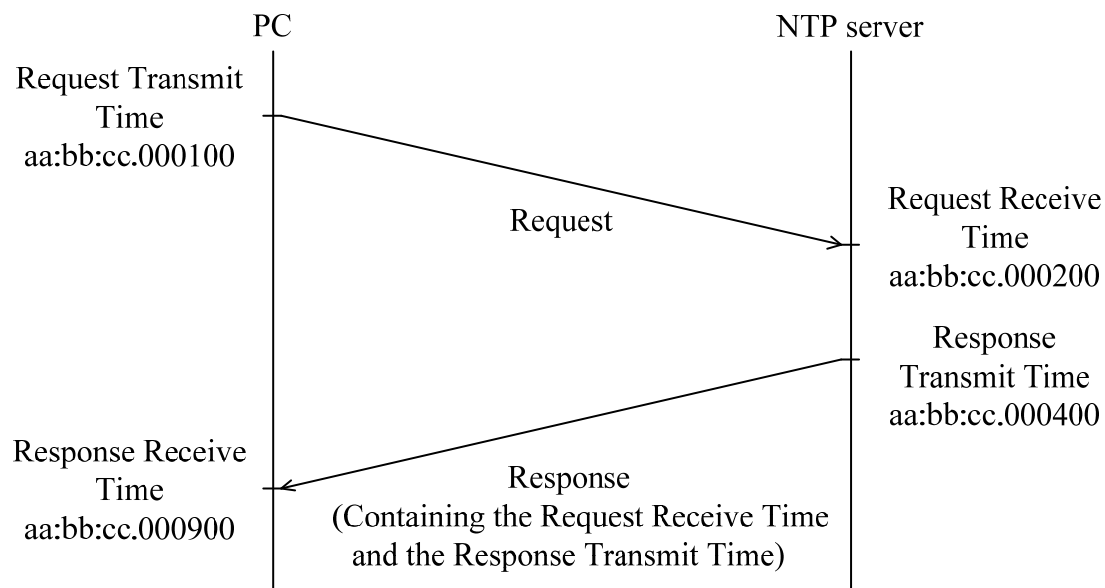 PC
NTP server
Request Transmit
Time
aa:bb:cc.000100
Request
Request Receive
Time
aa:bb:cc.000200
Response
Transmit Time
aa:bb:cc.000400
Response Receive
Time
aa:bb:cc.000900
Response
(Containing the Request Receive Time
and the Response Transmit Time)